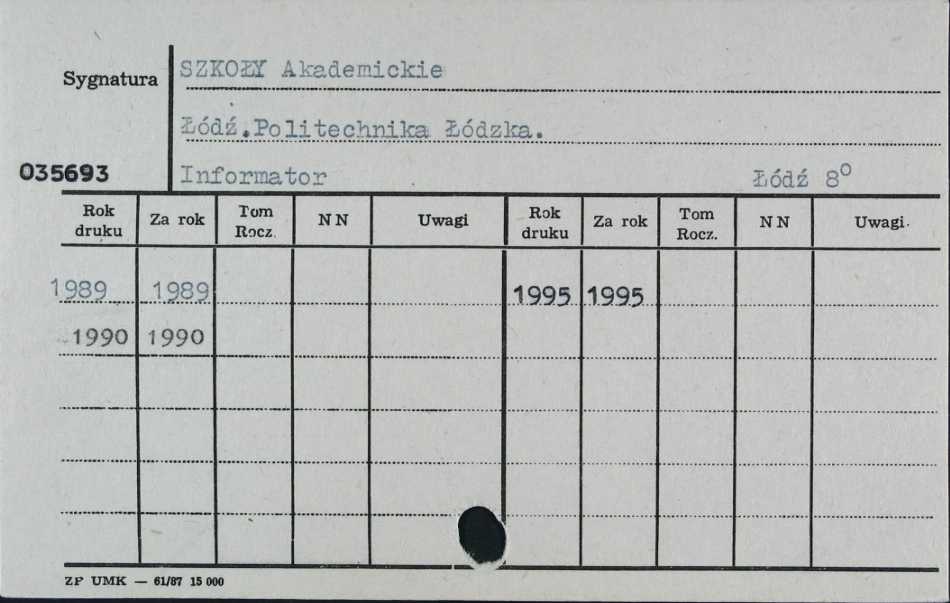 Sygnatura SZKOŁY Akademickie
Łódź.Politechnika Łódzka.
035693 Informator Łódź 8º
Rok druku Za rok Tom Rocz. N N Uwagi Rok druku Za rok Tom Rocz. N N Uwagi
1989 1989 1995 1995
1990 1990
ZP UMK — 61/87 15 000